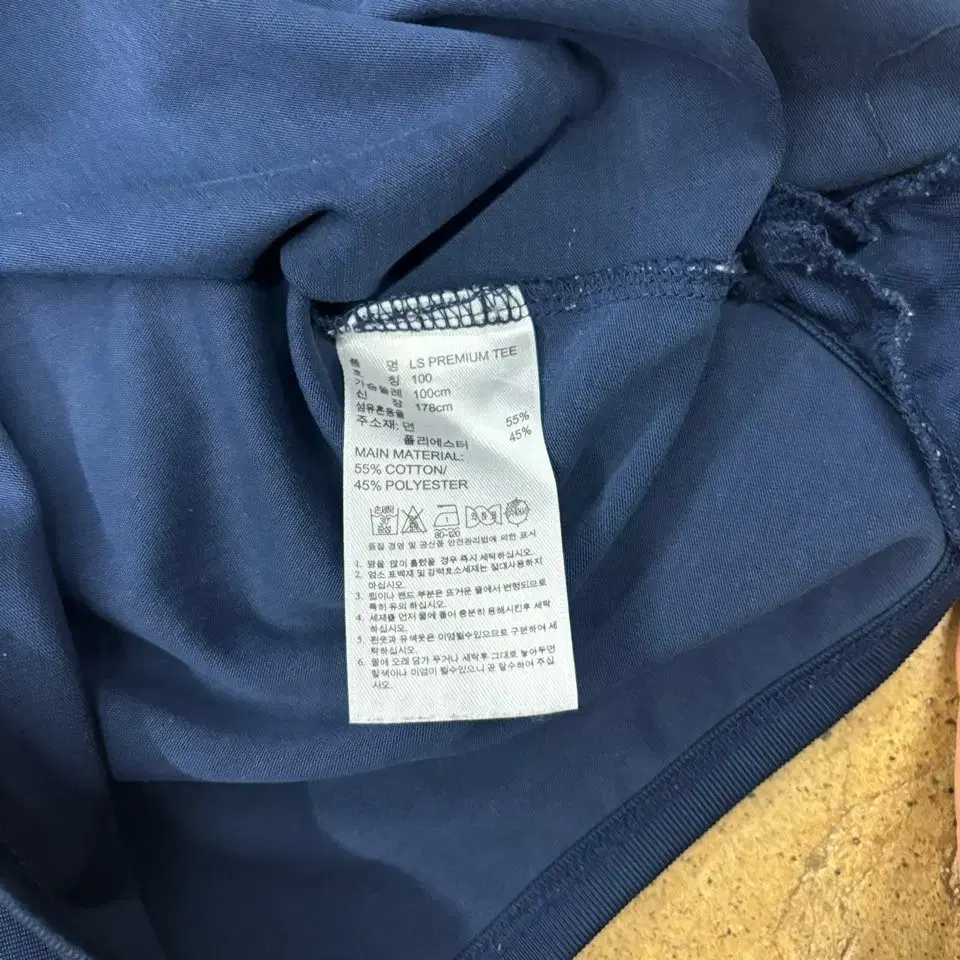 품 명 LS PREMIUM TEE
호 칭 100
가슴둘레 100cm
신 장 178cm
섬유혼용율
주소재: 면 55%
폴리에스터 45%
MAIN MATERIAL:
55% COTTON/
45% POLYESTER
손세탁
30°
중성
80-120
품질 경영 및 공산품 안전관리법에 의한 표시
1. 땀을 많이 흘렸을 경우 즉시 세탁하십시오.
2. 염소 표백제 및 강력효소세제는 절대사용하지
마십시오.
3. 립이나 밴드 부분은 뜨거운 물에서 변형되므로
특히 유의 하십시오.
4. 세제를 먼저 물에 풀어 충분히 용해시킨후 세탁
하십시오.
5. 흰옷과 유색옷은 이염될수있으므로 구분하여 세
탁하십시오.
6. 물에 오래 담가 두거나 세탁후 그대로 놓아두면
탈색이나 이염이 될수있으니 곧 탈수하여 주십
시오.